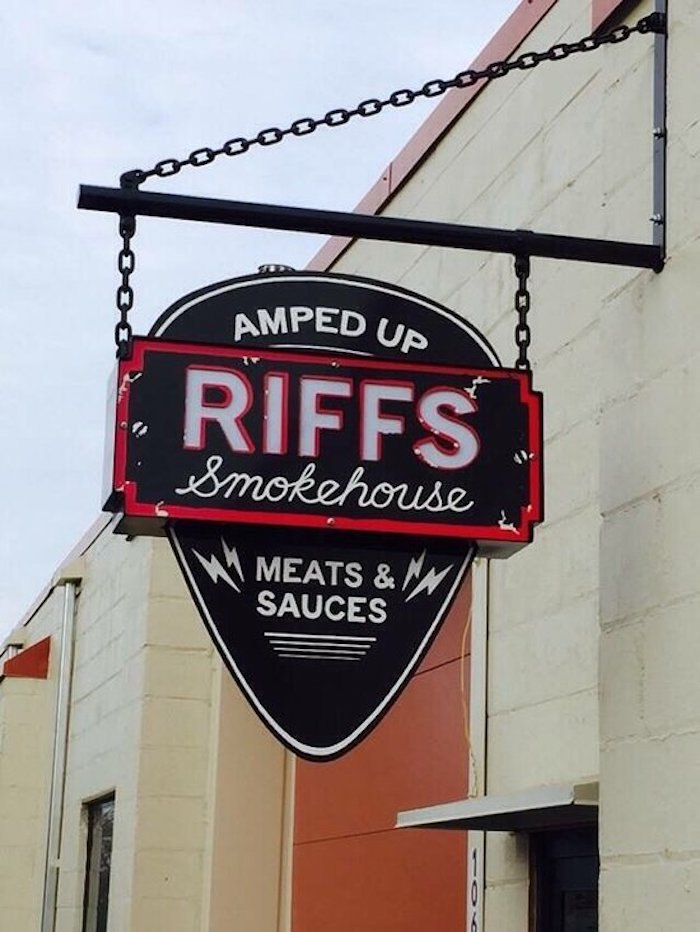 AMPED UP
RIFFS
Smokehouse
MEATS &
SAUCES